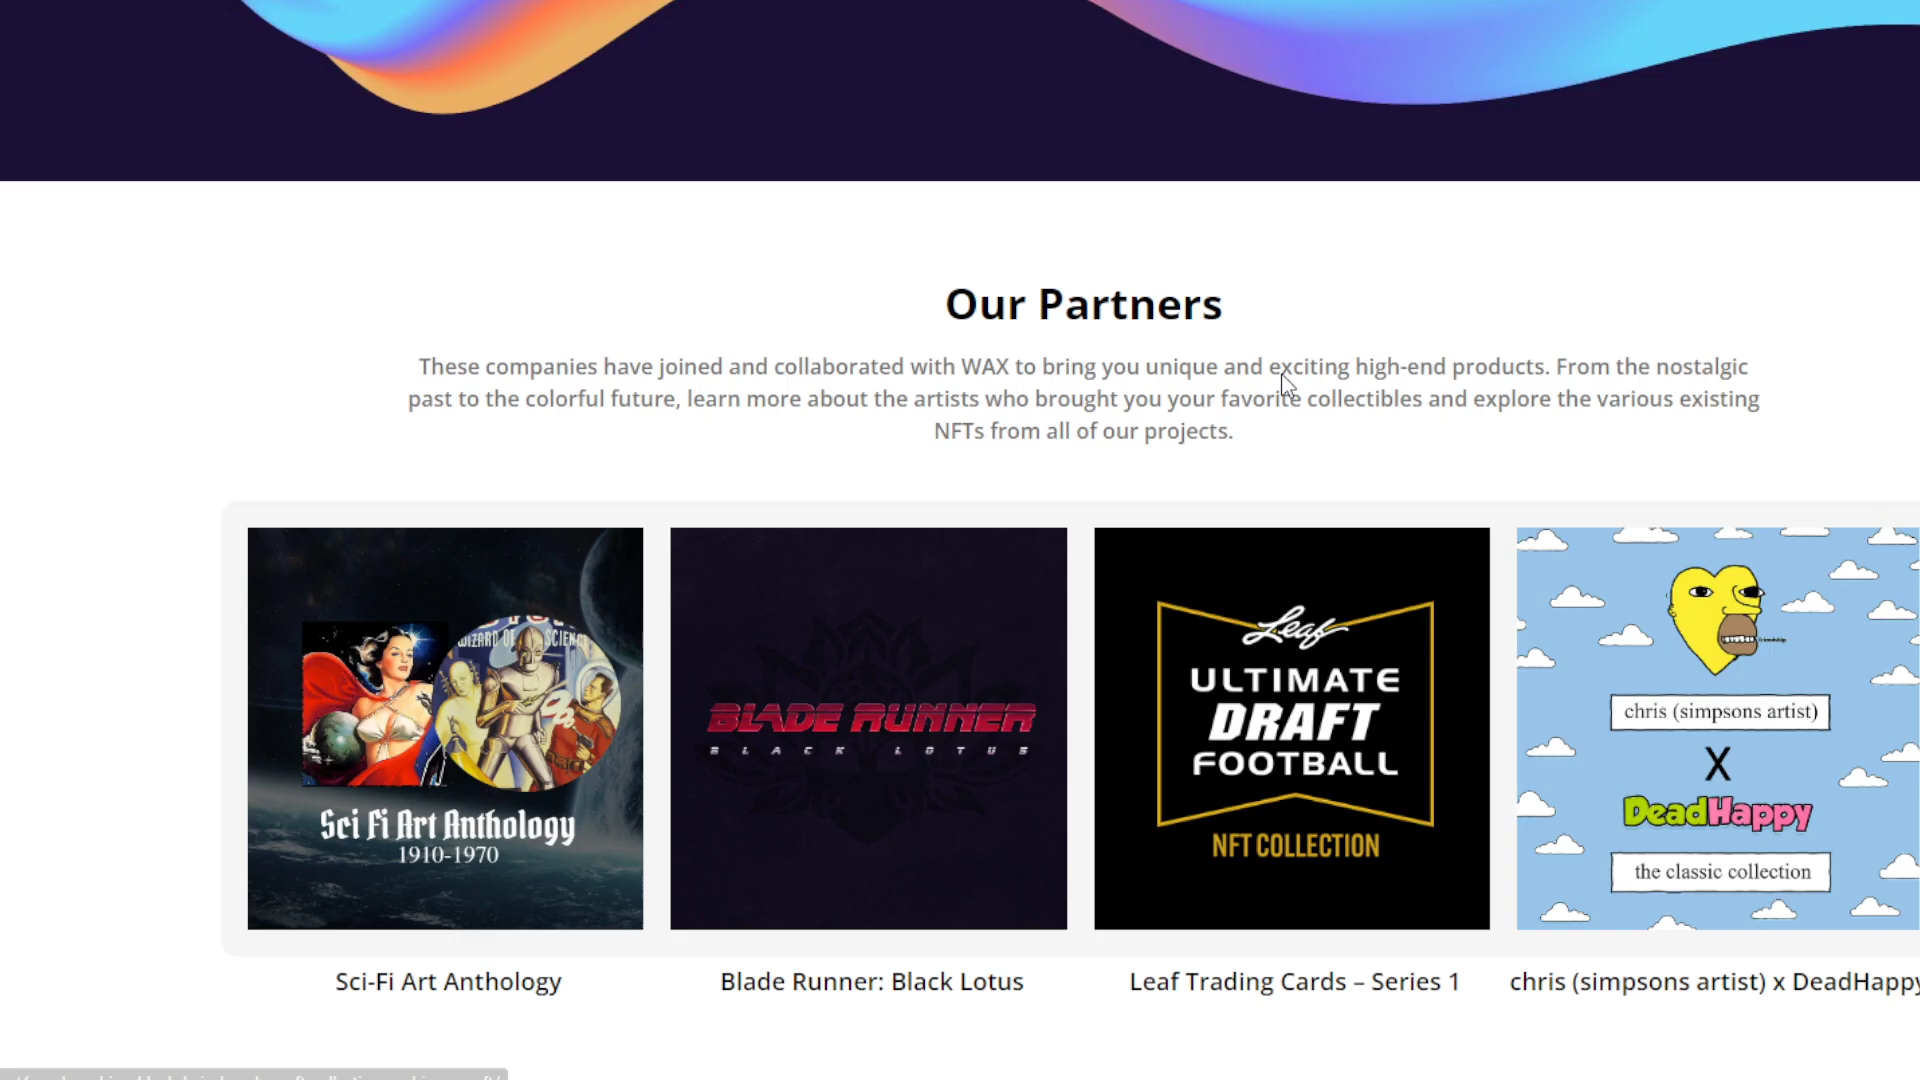 Our Partners
These companies have joined and collaborated with WAX to bring you unique and exciting high-end products. From the nostalgic
past to the colorful future, learn more about the artists who brought you your favorite collectibles and explore the various existing
NFTs from all of our projects.
WIZARD OF SCIENCE
Sci Fi Art Anthology
1910-1970
BLADE RUNNER
BLACK LOTUS
Leaf
ULTIMATE
DRAFT
FOOTBALL
NFT COLLECTION
chris (simpsons artist)
X
DeadHappy
the classic collection
Sci-Fi Art Anthology
Blade Runner: Black Lotus
Leaf Trading Cards – Series 1
chris (simpsons artist) x DeadHappy